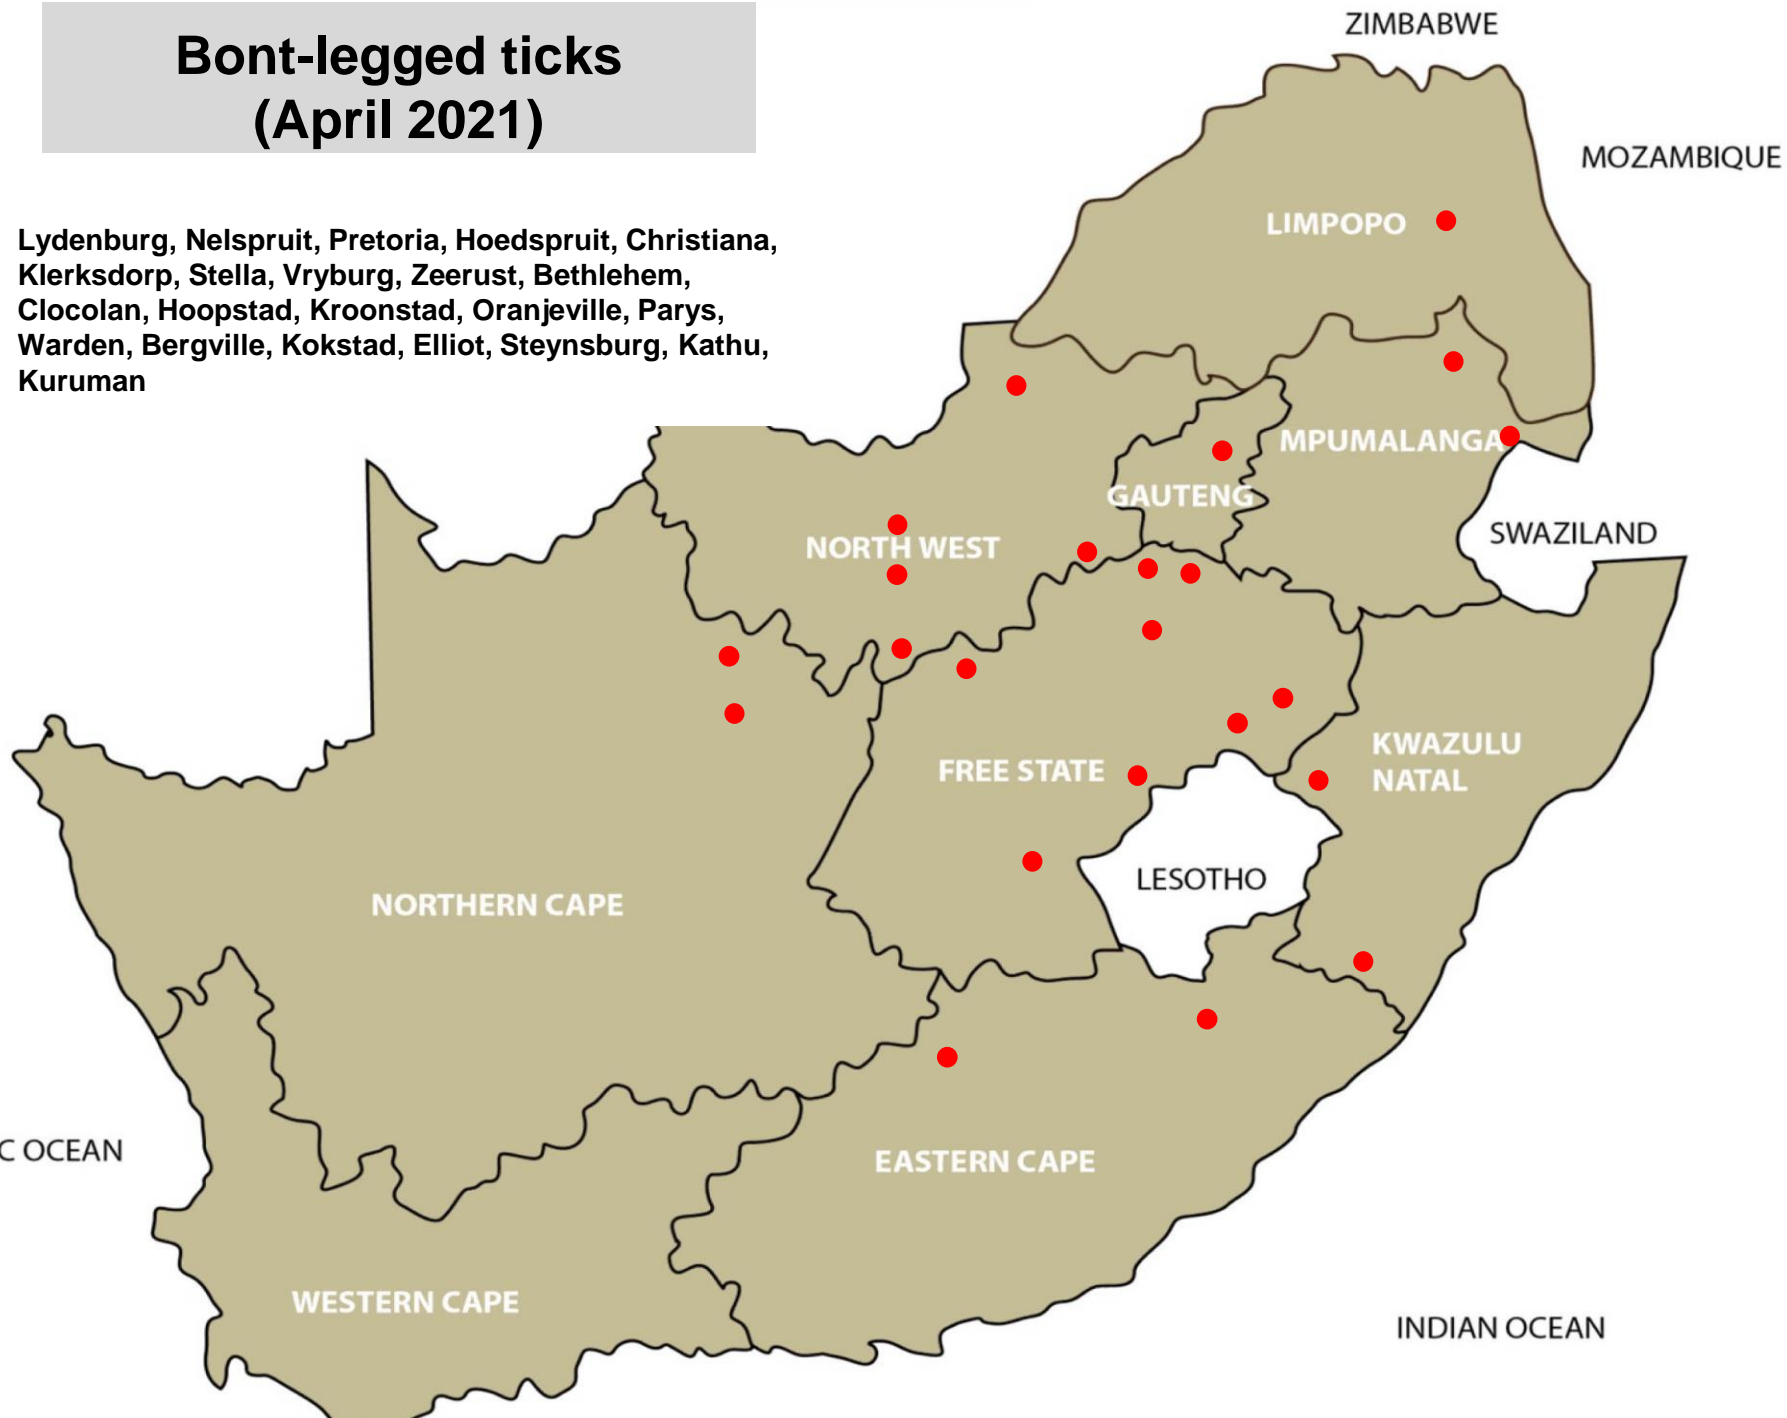 Bont-legged ticks
(April 2021)
ZIMBABWE
MOZAMBIQUE
Lydenburg, Nelspruit, Pretoria, Hoedspruit, Christiana,
Klerksdorp, Stella, Vryburg, Zeerust, Bethlehem,
Clocolan, Hoopstad, Kroonstad, Oranjeville, Parys,
Warden, Bergville, Kokstad, Elliot, Steynsburg, Kathu,
Kuruman
LIMPOPO
MPUMALANGA
GAUTENG
SWAZILAND
NORTH WEST
KWAZULU
NATAL
FREE STATE
LESOTHO
NORTHERN CAPE
C OCEAN
EASTERN CAPE
WESTERN CAPE
INDIAN OCEAN